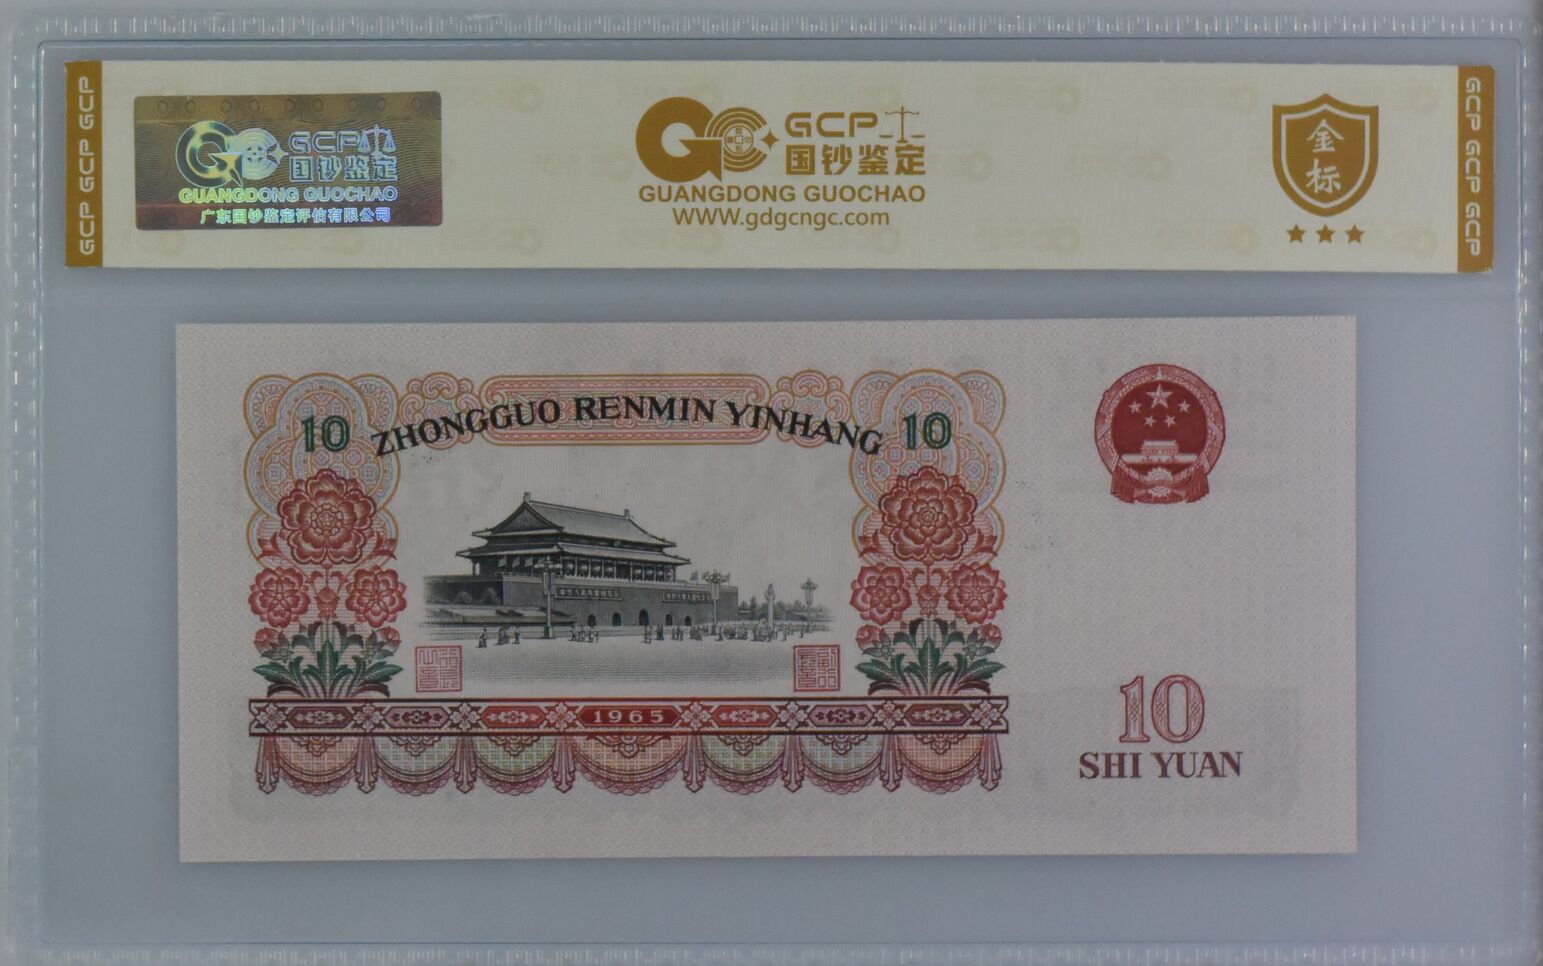 GCP GCP GCP
GCP
国钞鉴定
GUANGDONG GUOCHAO
广东国钞鉴定评估有限公司
GCP
国钞鉴定
GUANGDONG GUOCHAO
WWW.gdgcngc.com
金
标
GCP GCP GCP
10
ZHONGGUO RENMIN YINHANG
10
1965
10
SHI YUAN